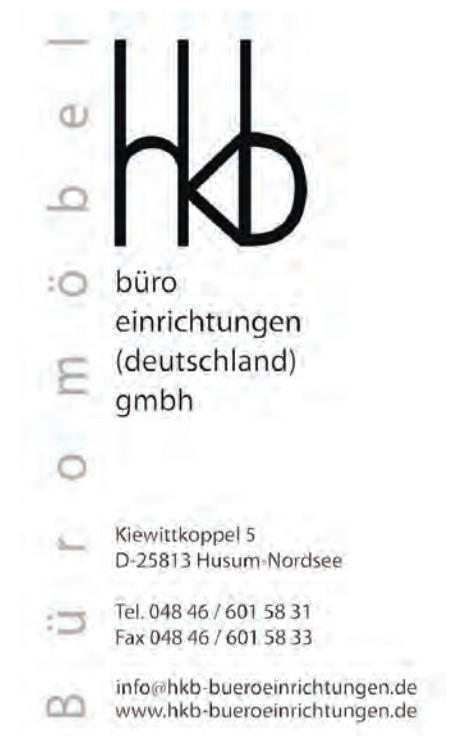 Büromöbel
hkb
büro
einrichtungen
(deutschland)
gmbh
Kiewittkoppel 5
D-25813 Husum-Nordsee
Tel. 048 46 / 601 58 31
Fax 048 46 / 601 58 33
info@hkb-bueroeinrichtungen.de
www.hkb-bueroeinrichtungen.de